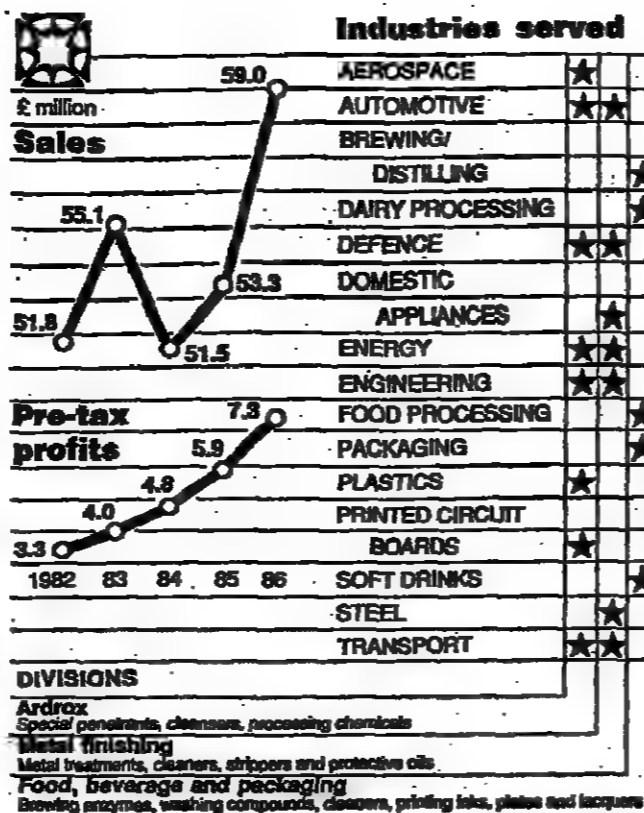 Industries served
£ million
Sales
59.0
55.1
53.3
51.8
51.5
Pre-tax
profits
7.3
5.9
4.8
4.0
3.3
1982 83 84 85 86
AEROSPACE ★
AUTOMOTIVE ★★
BREWING/
DISTILLING ★
DAIRY PROCESSING ★
DEFENCE ★★
DOMESTIC
APPLIANCES ★
ENERGY ★★
ENGINEERING ★★
FOOD PROCESSING ★
PACKAGING ★
PLASTICS ★
PRINTED CIRCUIT
BOARDS ★
SOFT DRINKS ★
STEEL ★
TRANSPORT ★★
DIVISIONS
Ardrox
Special penetrants, cleansers, processing chemicals
Metal finishing
Metal treatments, cleaners, strippers and protective oils
Food, beverage and packaging
Brewing enzymes, washing compounds, cleaners, printing inks, plates and lacquers